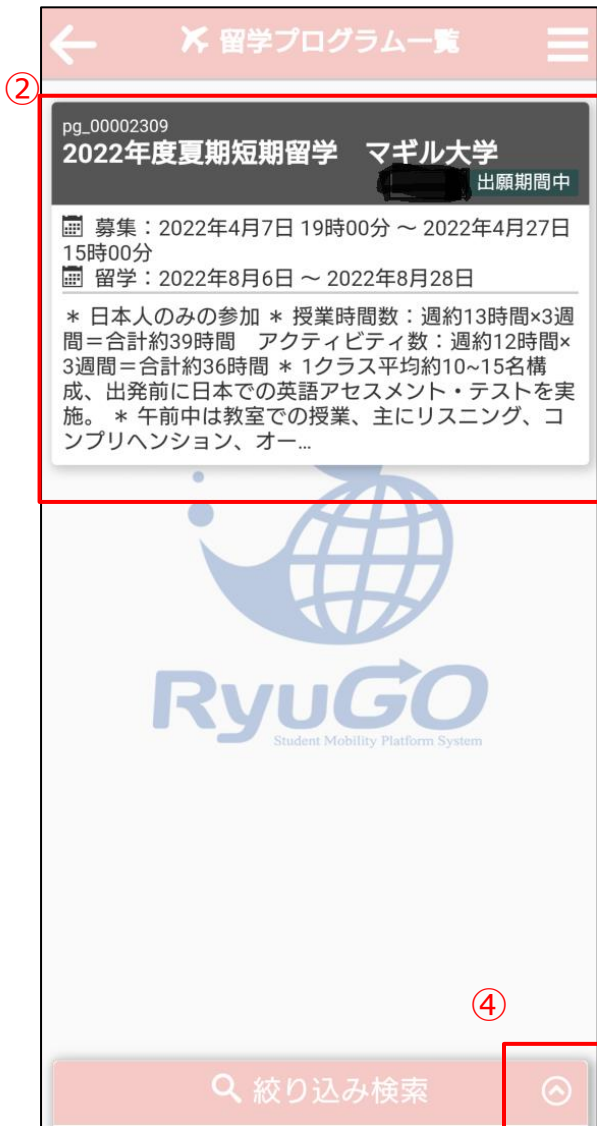 留学プログラム一覧
②
pg_00002309
2022年度夏期短期留学　マギル大学
出願期間中
募集：2022年4月7日 19時00分 ～ 2022年4月27日
15時00分
留学：2022年8月6日 ～ 2022年8月28日
＊ 日本人のみの参加 ＊ 授業時間数：週約13時間×3週
間＝合計約39時間　アクティビティ数：週約12時間×
3週間＝合計約36時間 ＊ 1クラス平均約10~15名構
成、出発前に日本での英語アセスメント・テストを実
施。 ＊ 午前中は教室での授業、主にリスニング、コ
ンプリヘンション、オー...
RyuGO
Student Mobility Platform System
④
絞り込み検索